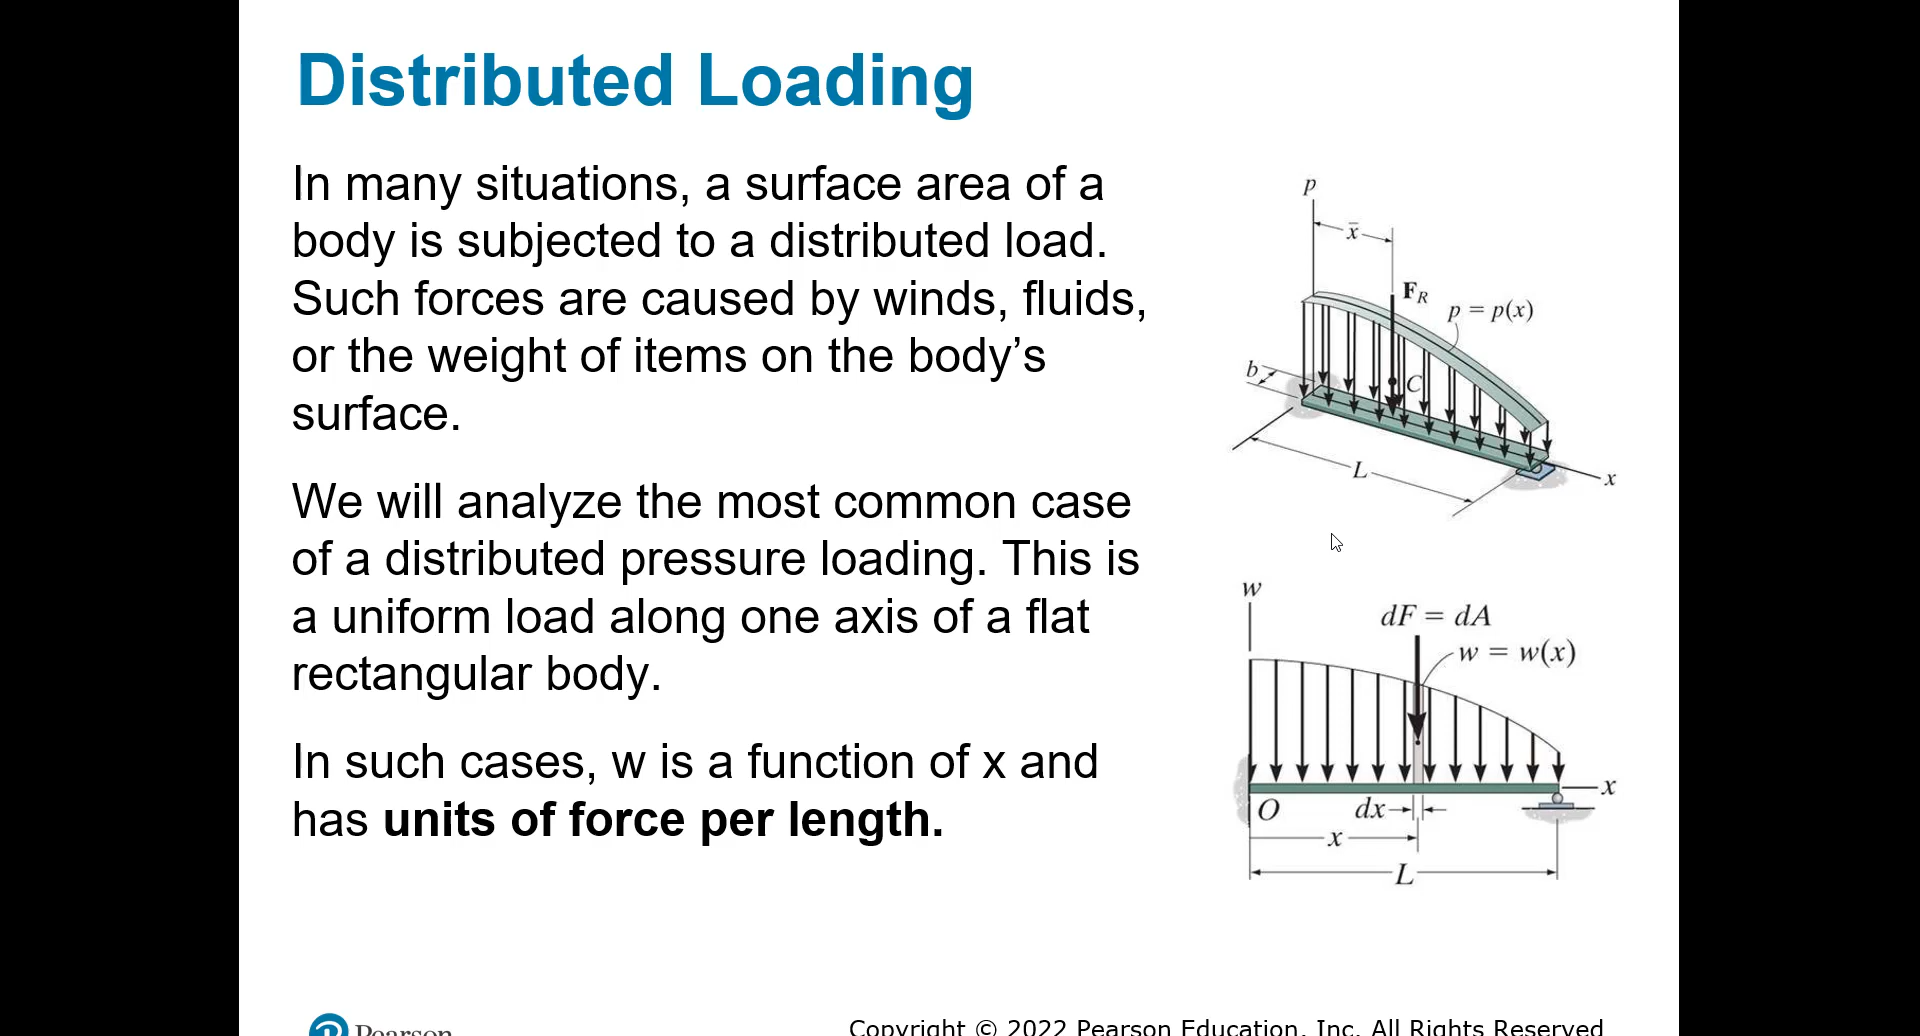 Distributed Loading
In many situations, a surface area of a
body is subjected to a distributed load.
Such forces are caused by winds, fluids,
or the weight of items on the body’s
surface.
We will analyze the most common case
of a distributed pressure loading. This is
a uniform load along one axis of a flat
rectangular body.
In such cases, w is a function of x and
has units of force per length.
p
x̄
F_R
p = p(x)
b
C
L
x
w
dF = dA
w = w(x)
x
O
dx
x
L
Pearson
Copyright © 2022 Pearson Education, Inc. All Rights Reserved